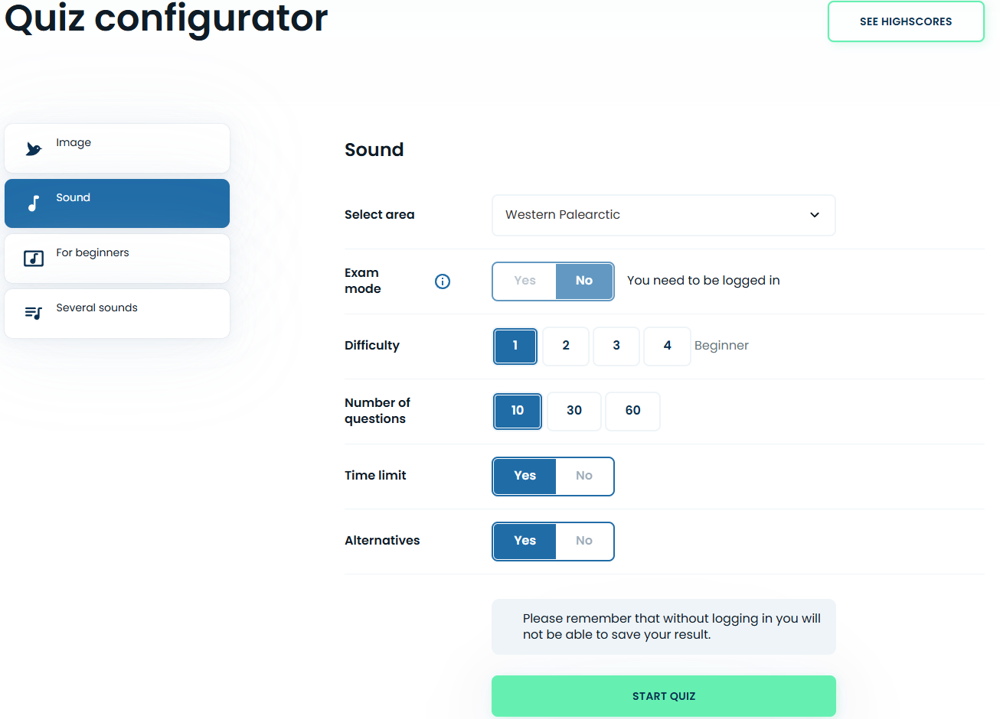 Quiz configurator
SEE HIGHSCORES
Image
Sound
For beginners
Several sounds
Sound
Select area
Western Palearctic
Exam
mode
Yes
No
You need to be logged in
Difficulty
1
2
3
4
Beginner
Number of
questions
10
30
60
Time limit
Yes
No
Alternatives
Yes
No
Please remember that without logging in you will
not be able to save your result.
START QUIZ